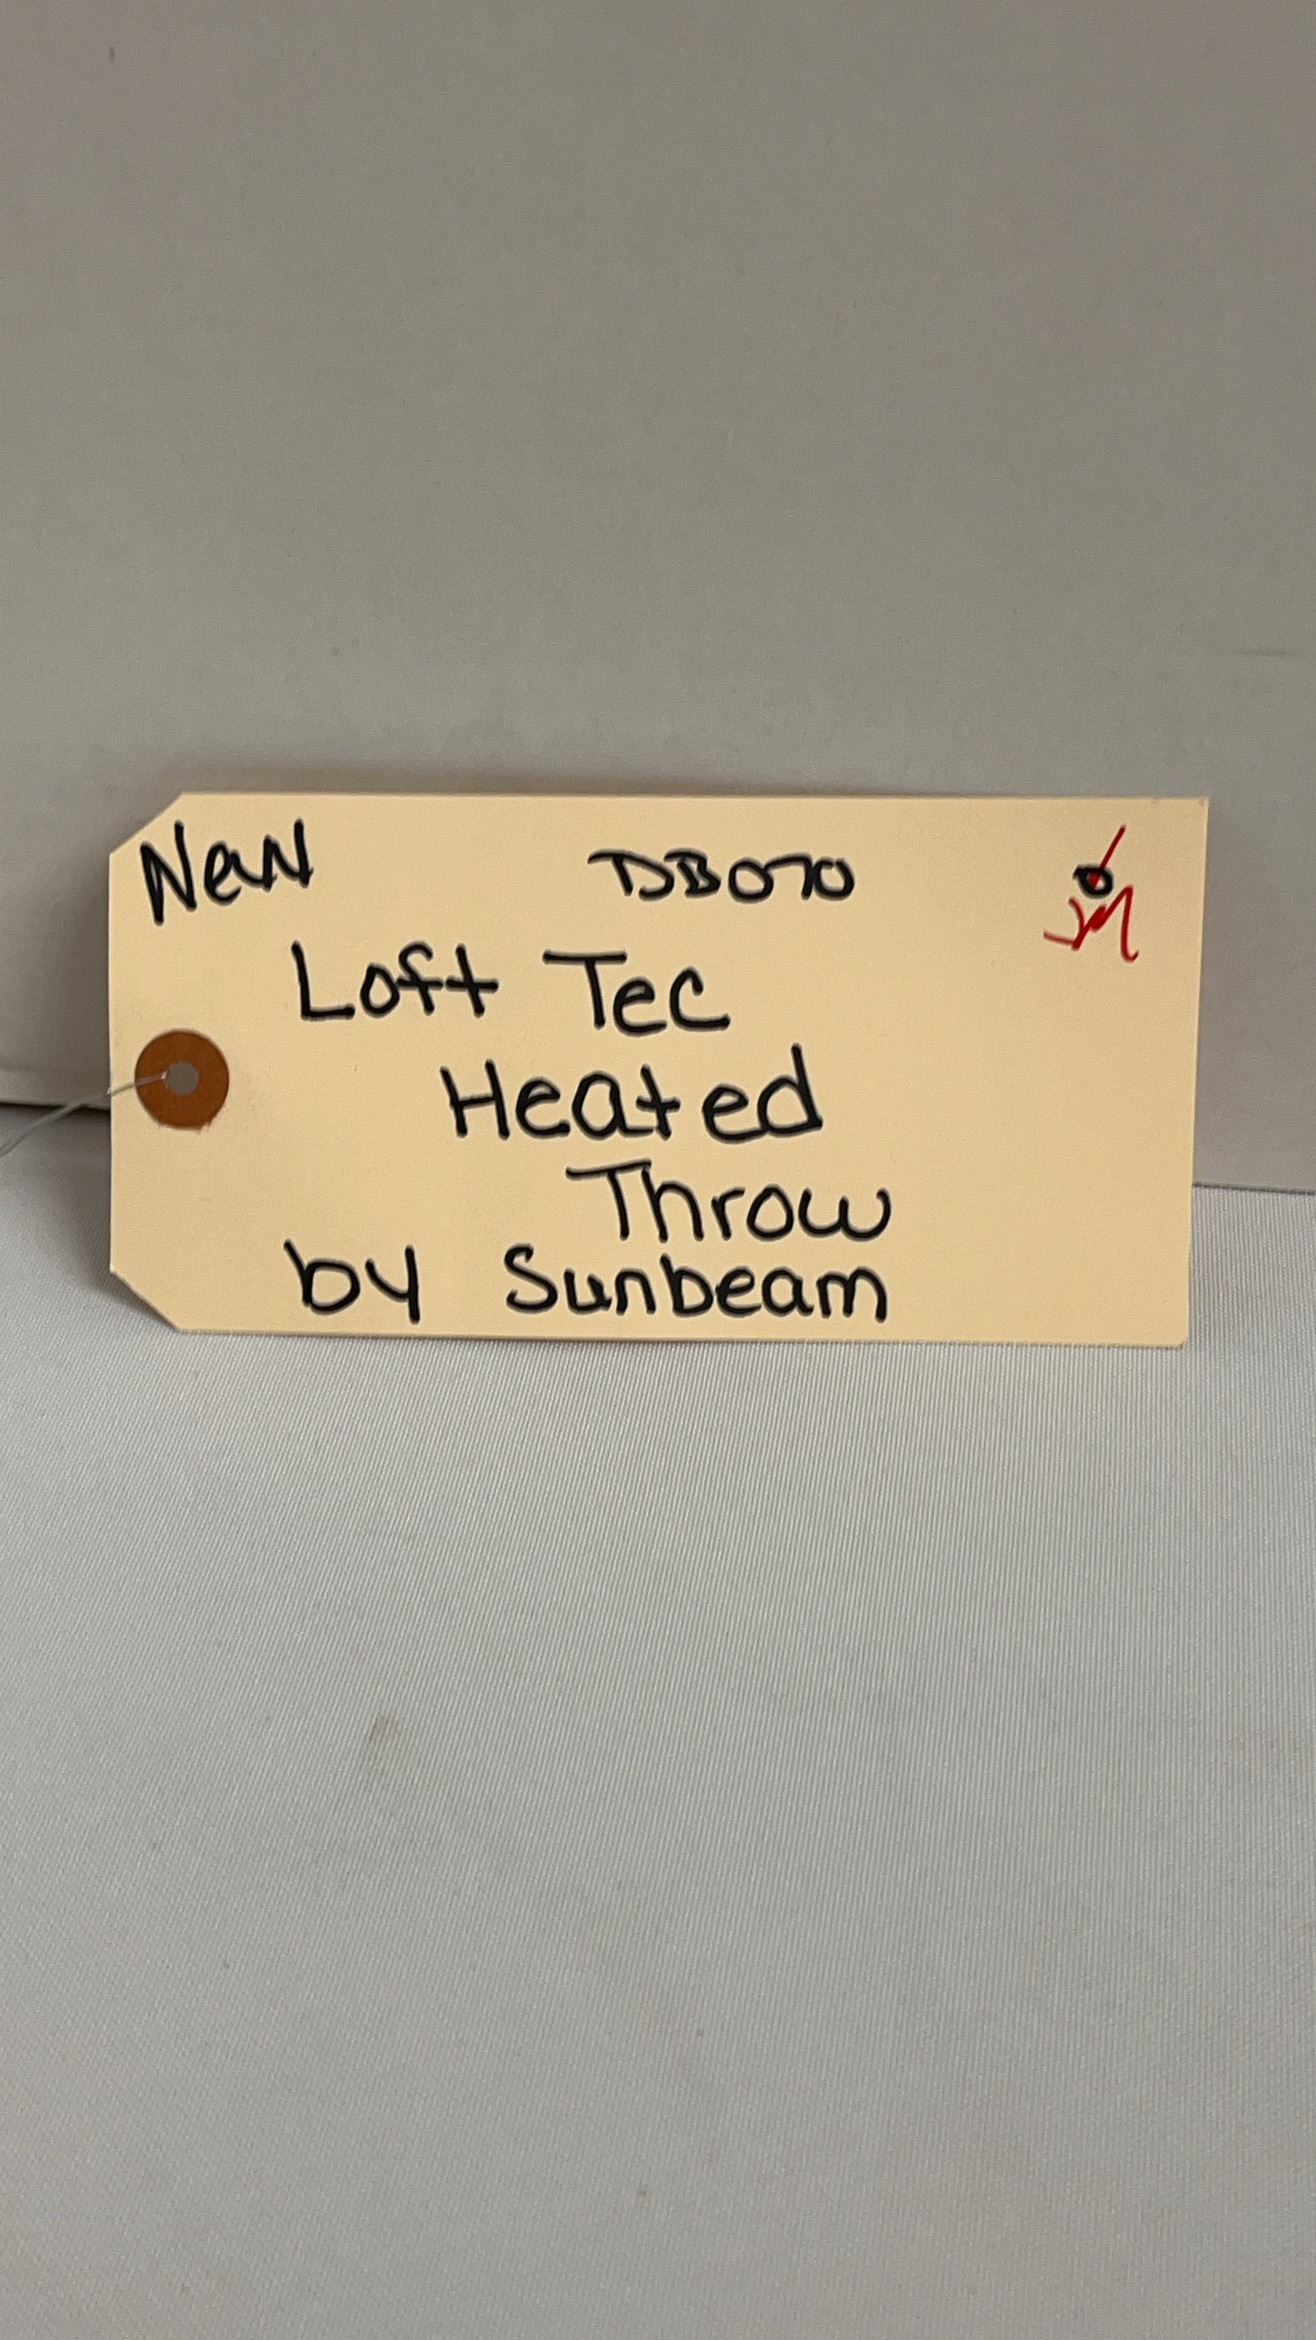 New DB070
Loft Tec
Heated
Throw
by Sunbeam